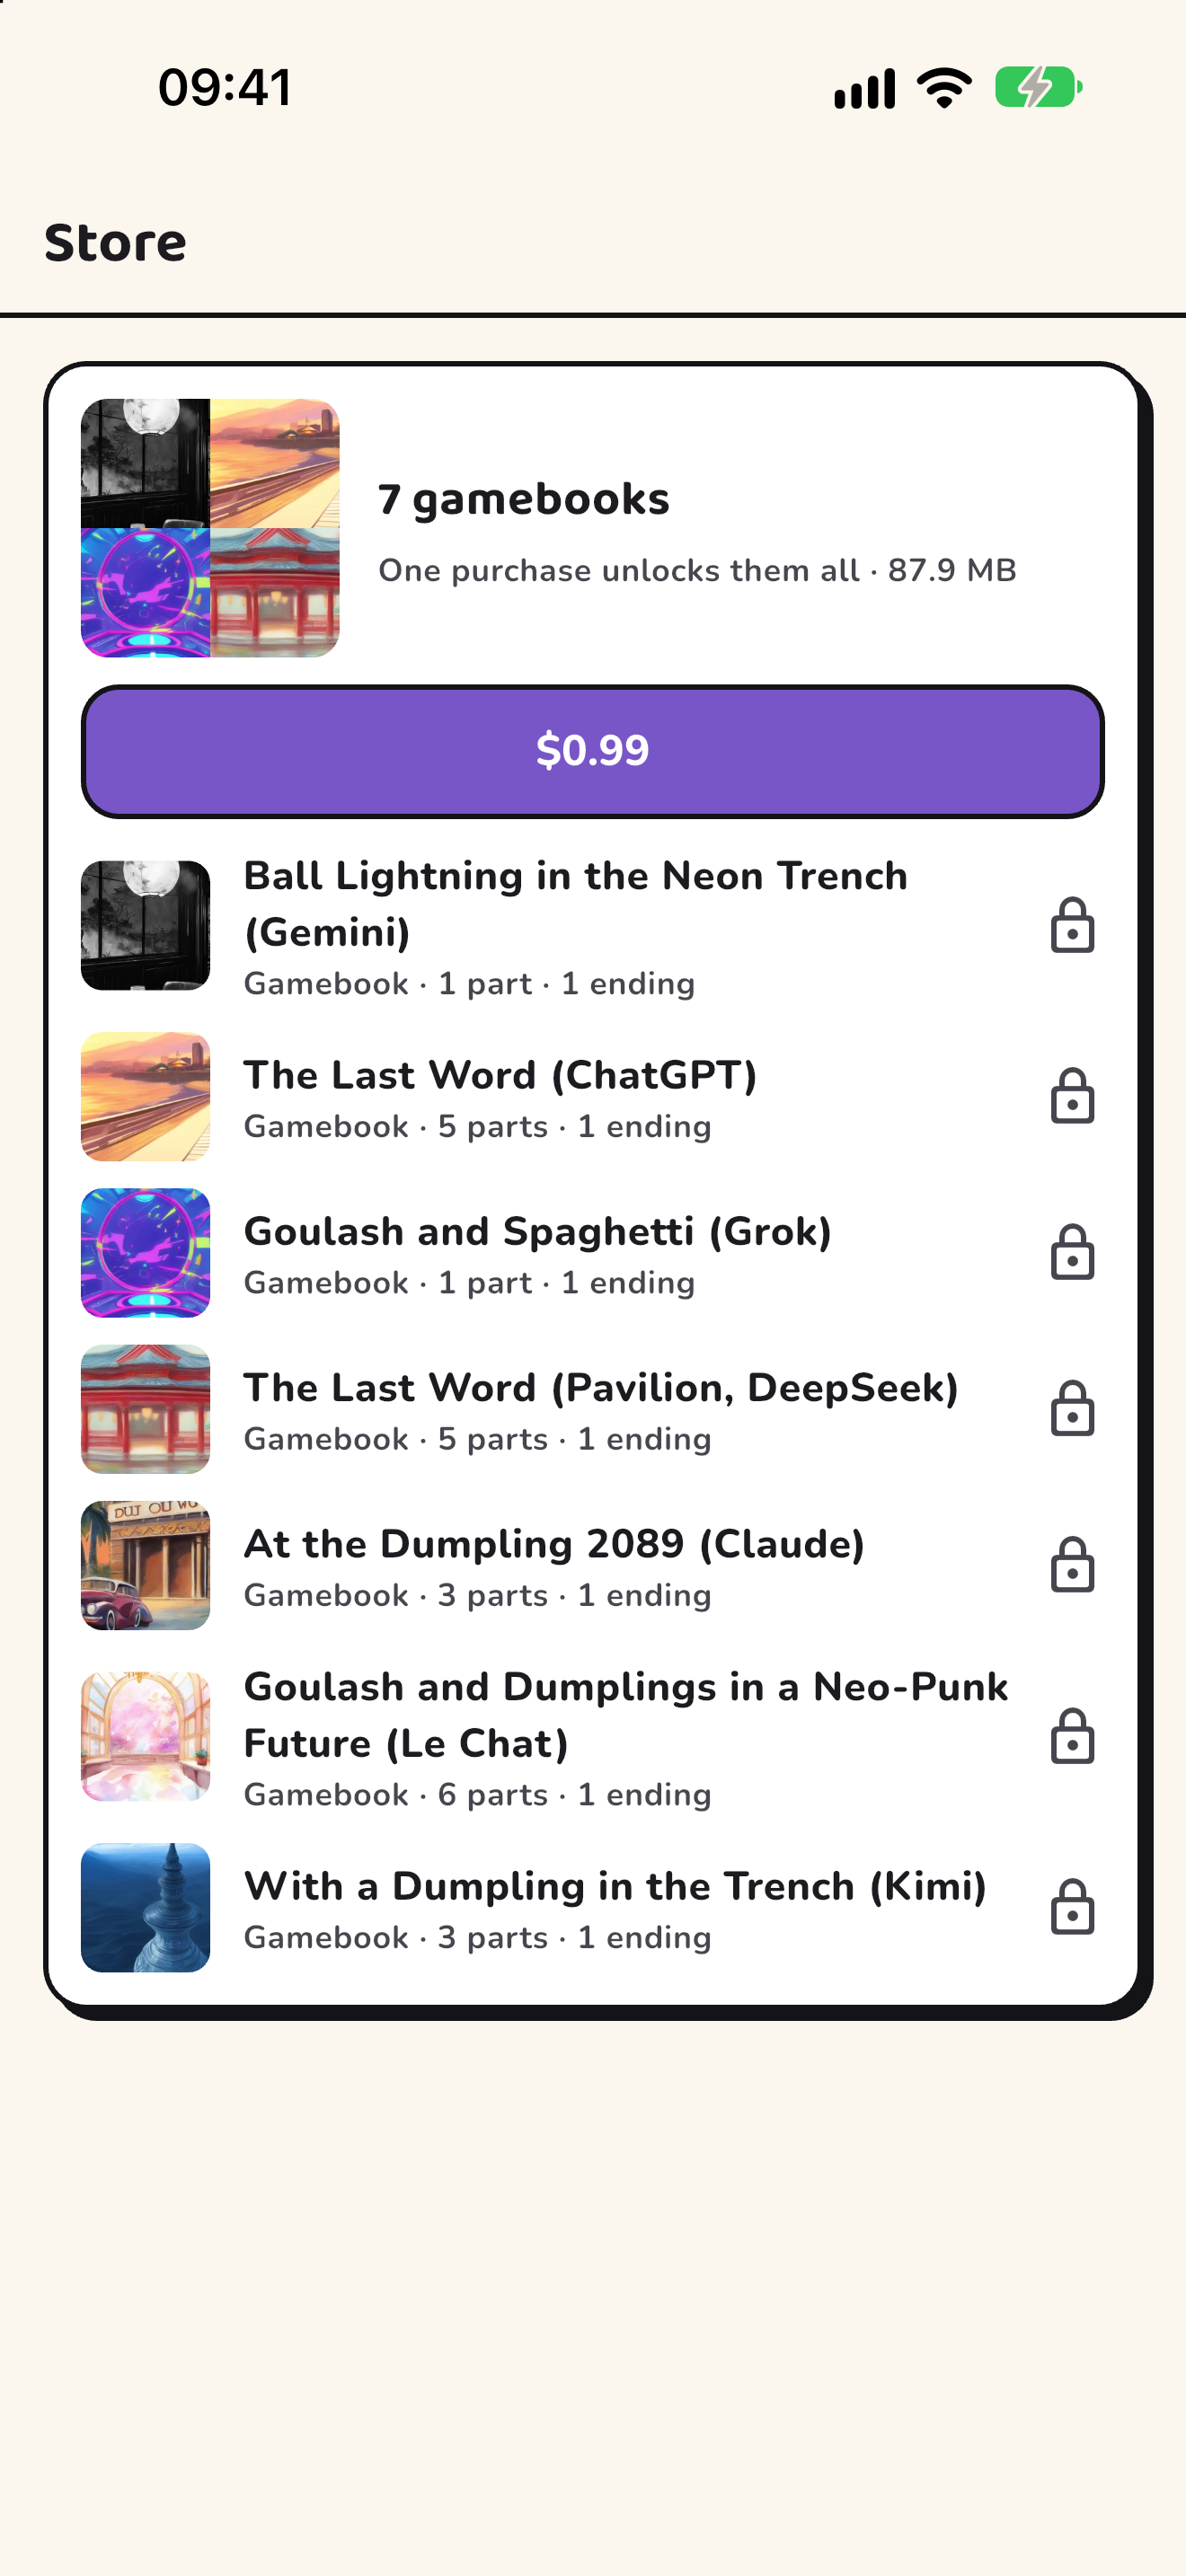 09:41
Store
7 gamebooks
One purchase unlocks them all · 87.9 MB
$0.99
Ball Lightning in the Neon Trench
(Gemini)
Gamebook · 1 part · 1 ending
The Last Word (ChatGPT)
Gamebook · 5 parts · 1 ending
Goulash and Spaghetti (Grok)
Gamebook · 1 part · 1 ending
The Last Word (Pavilion, DeepSeek)
Gamebook · 5 parts · 1 ending
At the Dumpling 2089 (Claude)
Gamebook · 3 parts · 1 ending
Goulash and Dumplings in a Neo-Punk
Future (Le Chat)
Gamebook · 6 parts · 1 ending
With a Dumpling in the Trench (Kimi)
Gamebook · 3 parts · 1 ending